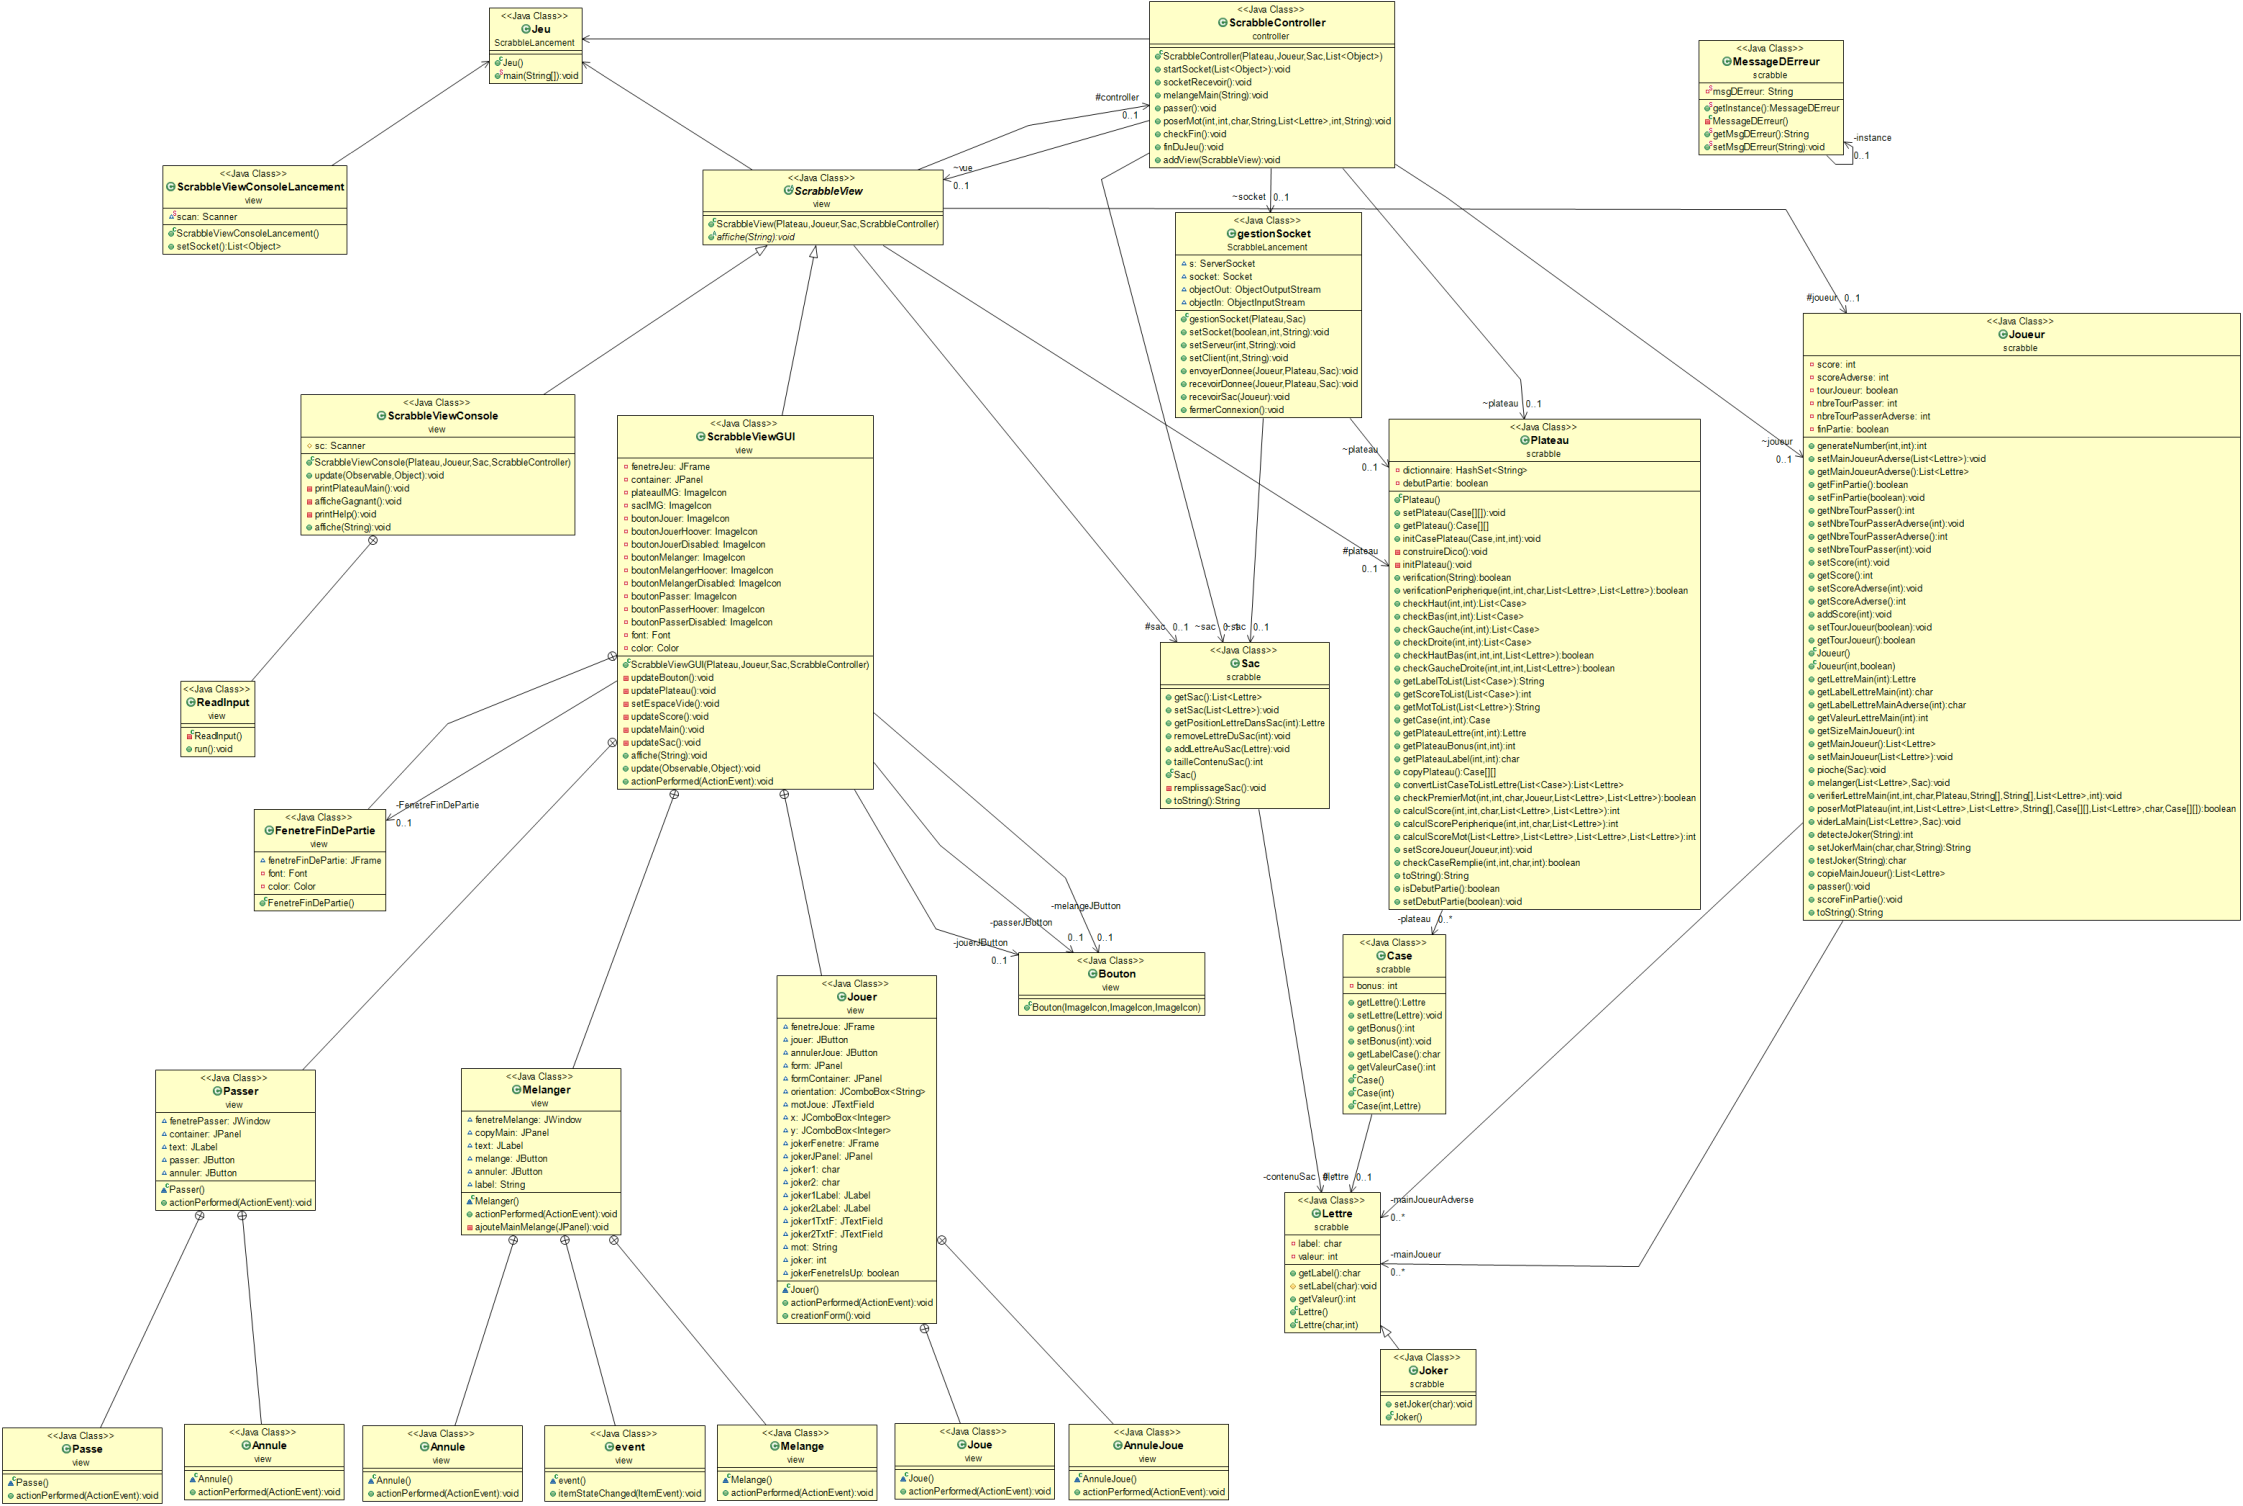 <<Java Class>>
Jeu
ScrabbleLancement
Jeu()
main(String[]):void
<<Java Class>>
ScrabbleController
controller
ScrabbleController(Plateau,Joueur,Sac,List<Object>)
startSocket(List<Object>):void
socketRecevoir():void
melangeMain(String):void
passer():void
poserMot(int,int,char,String,List<Lettre>,int,String):void
checkFin():void
finDuJeu():void
addView(ScrabbleView):void
<<Java Class>>
MessageDErreur
scrabble
msgDErreur: String
getInstance():MessageDErreur
MessageDErreur()
getMsgDErreur():String
setMsgDErreur(String):void
-instance
0..1
#controller
0..1
~vue
0..1
~socket
0..1
<<Java Class>>
ScrabbleViewConsoleLancement
view
scan: Scanner
ScrabbleViewConsoleLancement()
setSocket():List<Object>
<<Java Class>>
ScrabbleView
view
ScrabbleView(Plateau,Joueur,Sac,ScrabbleController)
affiche(String):void
<<Java Class>>
gestionSocket
ScrabbleLancement
s: ServerSocket
socket: Socket
objectOut: ObjectOutputStream
objectIn: ObjectInputStream
gestionSocket(Plateau,Sac)
setSocket(boolean,int,String):void
setServeur(int,String):void
setClient(int,String):void
envoyerDonnee(Joueur,Plateau,Sac):void
recevoirDonnee(Joueur,Plateau,Sac):void
recevoirSac(Joueur):void
fermerConnexion():void
#joueur
0..1
~plateau
0..1
~joueur
0..1
~plateau
0..1
#plateau
0..1
#sac
0..1
~sac
~sac
0..1
<<Java Class>>
Joueur
scrabble
score: int
scoreAdverse: int
tourJoueur: boolean
nbreTourPasser: int
nbreTourPasserAdverse: int
finPartie: boolean
generateNumber(int,int):int
setMainJoueurAdverse(List<Lettre>):void
getMainJoueurAdverse():List<Lettre>
getFinPartie():boolean
setFinPartie(boolean):void
getNbreTourPasser():int
setNbreTourPasserAdverse(int):void
getNbreTourPasserAdverse():int
setNbreTourPasser(int):void
setScore(int):void
getScore():int
setScoreAdverse(int):void
getScoreAdverse():int
addScore(int):void
setTourJoueur(boolean):void
getTourJoueur():boolean
Joueur()
Joueur(int,boolean)
getLettreMain(int):Lettre
getLabelLettreMain(int):char
getLabelLettreMainAdverse(int):char
getValeurLettreMain(int):int
getSizeMainJoueur():int
getMainJoueur():List<Lettre>
setMainJoueur(List<Lettre>):void
pioche(Sac):void
melanger(List<Lettre>,Sac):void
verifierLettreMain(int,int,char,Plateau,String[],String[],List<Lettre>,int):void
poserMotPlateau(int,int,List<Lettre>,List<Lettre>,String[],Case[][],List<Lettre>,char,Case[][]):boolean
viderLaMain(List<Lettre>,Sac):void
detecteJoker(String):int
setJokerMain(char,char,String):String
testJoker(String):char
copieMainJoueur():List<Lettre>
passer():void
scoreFinPartie():void
toString():String
<<Java Class>>
ScrabbleViewConsole
view
sc: Scanner
ScrabbleViewConsole(Plateau,Joueur,Sac,ScrabbleController)
update(Observable,Object):void
printPlateauMain():void
afficheGagnant():void
printHelp():void
affiche(String):void
<<Java Class>>
ScrabbleViewGUI
view
fenetreJeu: JFrame
container: JPanel
plateauIMG: ImageIcon
sacIMG: ImageIcon
boutonJouer: ImageIcon
boutonJouerHoover: ImageIcon
boutonJouerDisabled: ImageIcon
boutonMelanger: ImageIcon
boutonMelangerHoover: ImageIcon
boutonMelangerDisabled: ImageIcon
boutonPasser: ImageIcon
boutonPasserHoover: ImageIcon
boutonPasserDisabled: ImageIcon
font: Font
color: Color
ScrabbleViewGUI(Plateau,Joueur,Sac,ScrabbleController)
updateBouton():void
updatePlateau():void
setEspaceVide():void
updateScore():void
updateMain():void
updateSac():void
affiche(String):void
update(Observable,Object):void
actionPerformed(ActionEvent):void
<<Java Class>>
Plateau
scrabble
dictionnaire: HashSet<String>
debutPartie: boolean
Plateau()
setPlateau(Case[][]):void
getPlateau():Case[][]
initCasePlateau(Case,int,int):void
construireDico():void
initPlateau():void
verification(String):boolean
verificationPeripherique(int,int,char,List<Lettre>,List<Lettre>):boolean
checkHaut(int,int):List<Case>
checkBas(int,int):List<Case>
checkGauche(int,int):List<Case>
checkDroite(int,int):List<Case>
checkHautBas(int,int,int,List<Lettre>):boolean
checkGaucheDroite(int,int,int,List<Lettre>):boolean
getLabelToList(List<Case>):String
getScoreToList(List<Case>):int
getMotToList(List<Lettre>):String
getCase(int,int):Case
getPlateauLettre(int,int):Lettre
getPlateauBonus(int,int):int
getPlateauLabel(int,int):char
copyPlateau():Case[][]
convertListCaseToListLettre(List<Case>):List<Lettre>
checkPremierMot(int,int,char,Joueur,List<Lettre>,List<Lettre>):boolean
calculScore(int,int,char,List<Lettre>,List<Lettre>):int
calculScorePeripherique(int,int,char,List<Lettre>):int
calculScoreMot(List<Lettre>,List<Lettre>,List<Lettre>,List<Lettre>):int
setScoreJoueur(Joueur,int):void
checkCaseRemplie(int,int,char,int):boolean
toString():String
isDebutPartie():boolean
setDebutPartie(boolean):void
<<Java Class>>
Sac
scrabble
getSac():List<Lettre>
setSac(List<Lettre>):void
getPositionLettreDansSac(int):Lettre
removeLettreDuSac(int):void
addLettreAuSac(Lettre):void
tailleContenuSac():int
Sac()
remplissageSac():void
toString():String
<<Java Class>>
ReadInput
view
ReadInput()
run():void
-FenetreFinDePartie
0..1
<<Java Class>>
FenetreFinDePartie
view
fenetreFinDePartie: JFrame
font: Font
color: Color
FenetreFinDePartie()
-melangeJButton
0..1
-passerJButton
0..1
-jouerJButton
0..1
<<Java Class>>
Bouton
view
Bouton(ImageIcon,ImageIcon,ImageIcon)
-plateau
0..*
<<Java Class>>
Case
scrabble
bonus: int
getLettre():Lettre
setLettre(Lettre):void
getBonus():int
setBonus(int):void
getLabelCase():char
getValeurCase():int
Case()
Case(int)
Case(int,Lettre)
<<Java Class>>
Jouer
view
fenetreJoue: JFrame
jouer: JButton
annulerJoue: JButton
form: JPanel
formContainer: JPanel
orientation: JComboBox<String>
motJoue: JTextField
x: JComboBox<Integer>
y: JComboBox<Integer>
jokerFenetre: JFrame
jokerJPanel: JPanel
joker1: char
joker2: char
joker1Label: JLabel
joker2Label: JLabel
joker1TxtF: JTextField
joker2TxtF: JTextField
mot: String
joker: int
jokerFenetreIsUp: boolean
Jouer()
actionPerformed(ActionEvent):void
creationForm():void
<<Java Class>>
Passer
view
fenetrePasser: JWindow
container: JPanel
text: JLabel
passer: JButton
annuler: JButton
Passer()
actionPerformed(ActionEvent):void
<<Java Class>>
Melanger
view
fenetreMelange: JWindow
copyMain: JPanel
text: JLabel
melange: JButton
annuler: JButton
label: String
Melanger()
actionPerformed(ActionEvent):void
ajouteMainMelange(JPanel):void
-contenuSac
0..1
-mainJoueurAdverse
0..*
-mainJoueur
0..*
<<Java Class>>
Lettre
scrabble
label: char
valeur: int
getLabel():char
setLabel(char):void
getValeur():int
Lettre()
Lettre(char,int)
<<Java Class>>
Joker
scrabble
setJoker(char):void
Joker()
<<Java Class>>
Passe
view
Passe()
actionPerformed(ActionEvent):void
<<Java Class>>
Annule
view
Annule()
actionPerformed(ActionEvent):void
<<Java Class>>
Annule
view
Annule()
actionPerformed(ActionEvent):void
<<Java Class>>
event
view
event()
itemStateChanged(ItemEvent):void
<<Java Class>>
Melange
view
Melange()
actionPerformed(ActionEvent):void
<<Java Class>>
Joue
view
Joue()
actionPerformed(ActionEvent):void
<<Java Class>>
AnnuleJoue
view
AnnuleJoue()
actionPerformed(ActionEvent):void